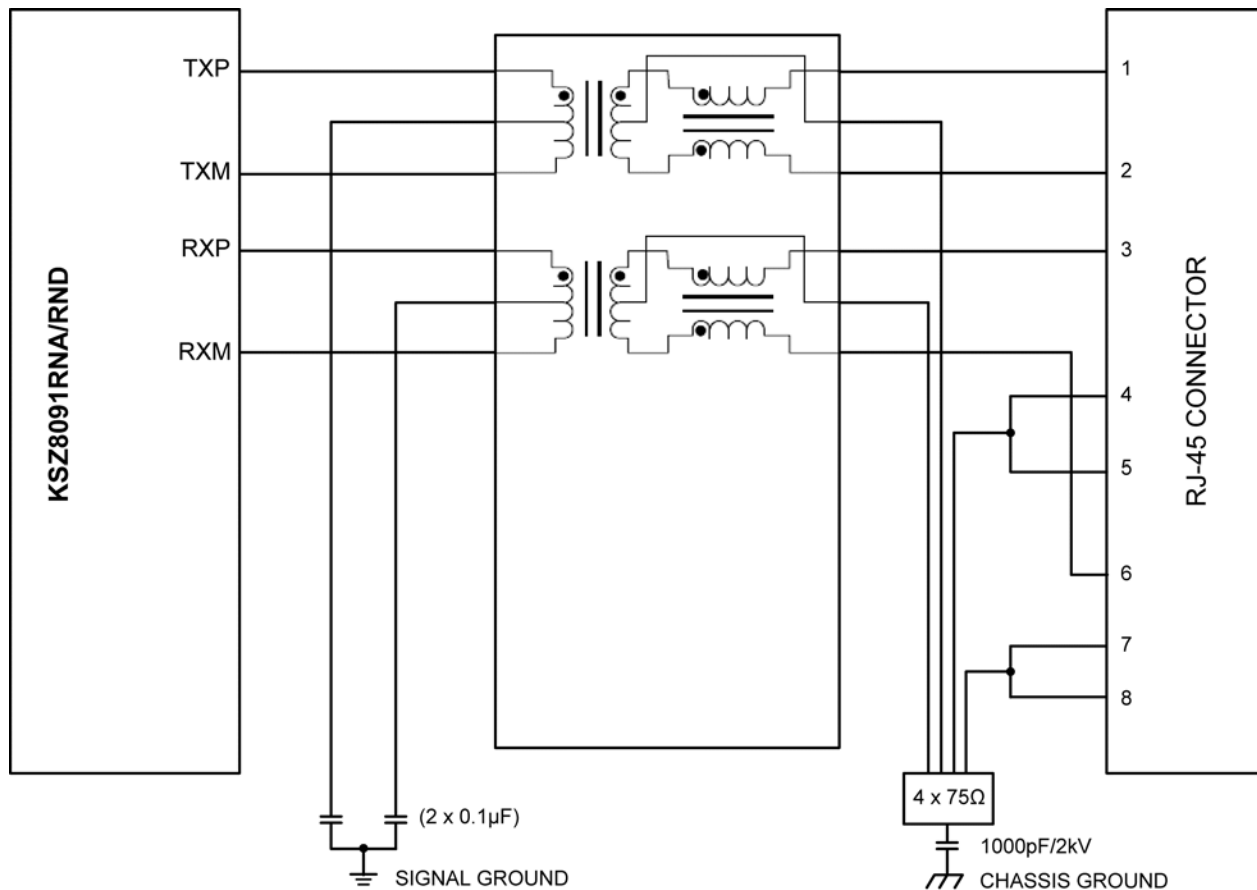 KSZ8091RNA/RND
TXP
TXM
RXP
RXM
1
2
3
4
5
6
7
8
RJ-45 CONNECTOR
(2 x 0.1µF)
SIGNAL GROUND
4 x 75Ω
1000pF/2kV
CHASSIS GROUND